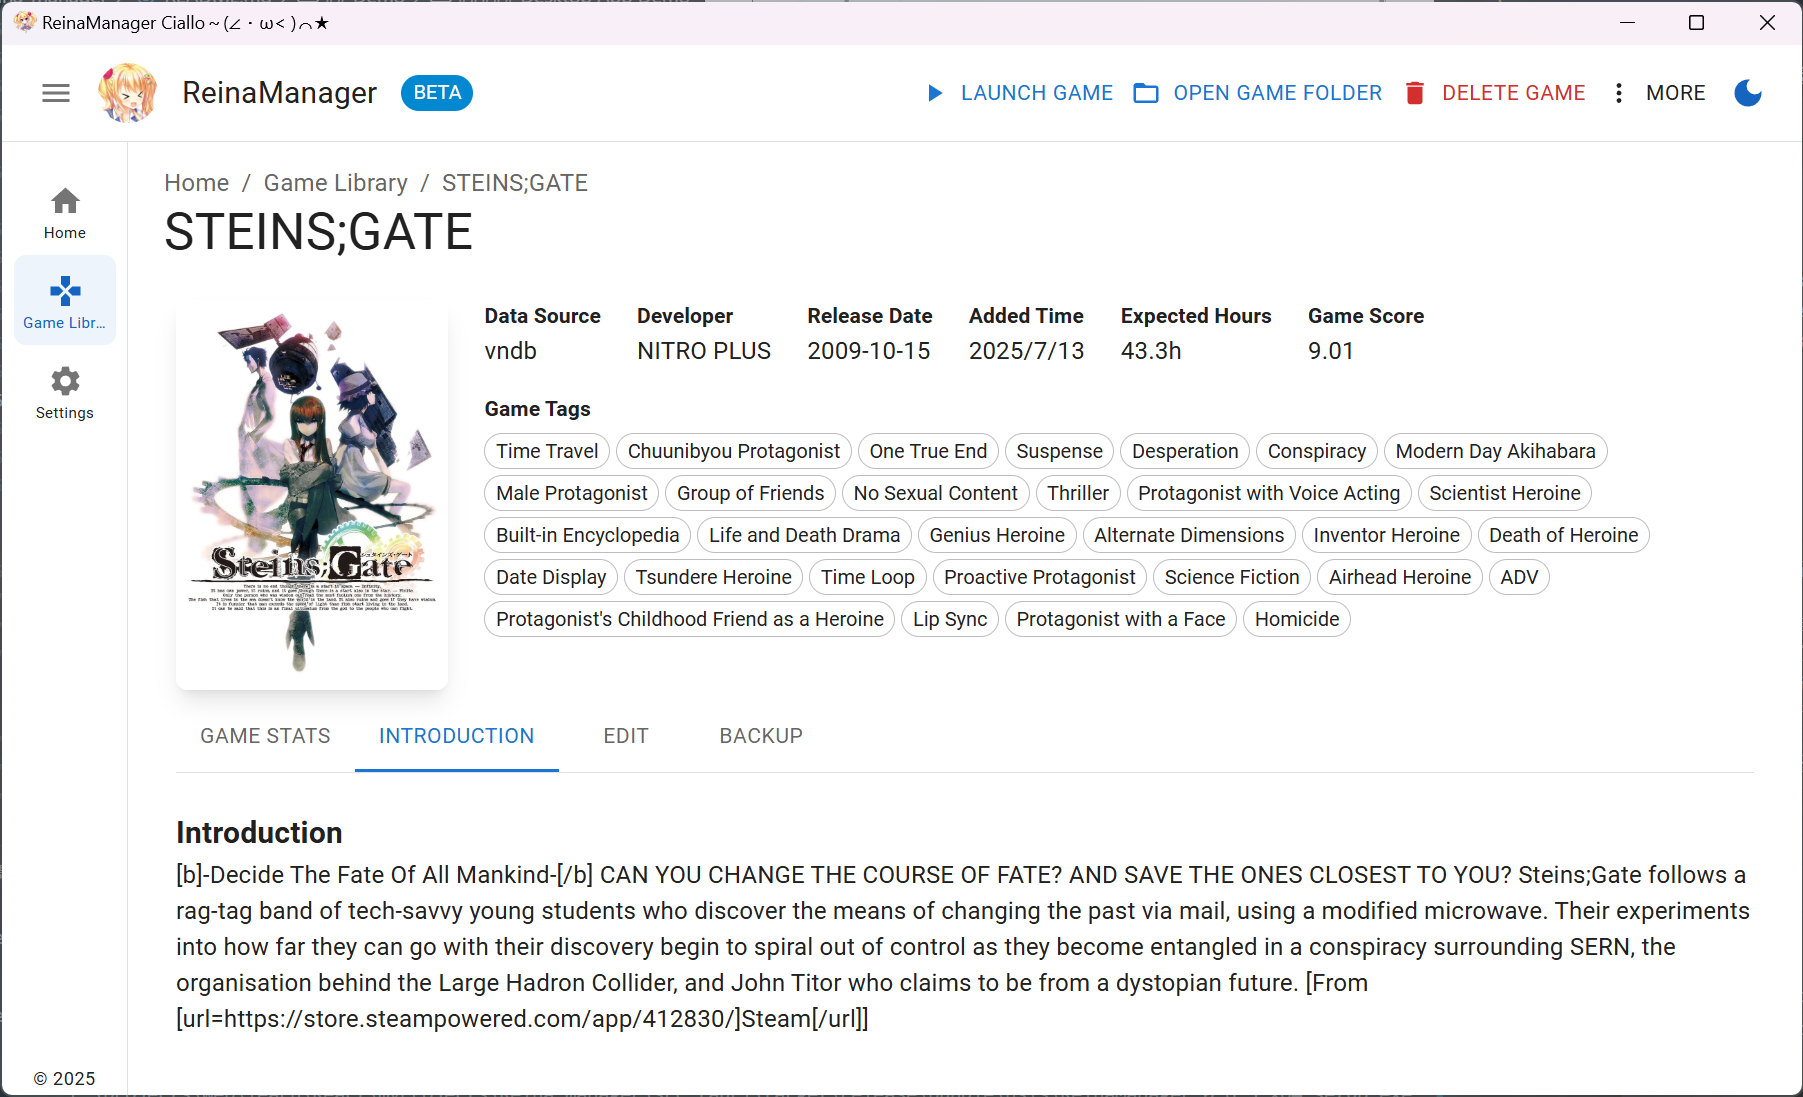 ReinaManager Ciallo～(∠・ω< )⌒★
ReinaManager BETA
LAUNCH GAME OPEN GAME FOLDER DELETE GAME MORE
Home
Game Libr...
Settings
© 2025
Home / Game Library / STEINS;GATE
STEINS;GATE
シュタインズ・ゲート
Steins;Gate
Data Source Developer Release Date Added Time Expected Hours Game Score
vndb NITRO PLUS 2009-10-15 2025/7/13 43.3h 9.01
Game Tags
Time Travel Chuunibyou Protagonist One True End Suspense Desperation Conspiracy Modern Day Akihabara
Male Protagonist Group of Friends No Sexual Content Thriller Protagonist with Voice Acting Scientist Heroine
Built-in Encyclopedia Life and Death Drama Genius Heroine Alternate Dimensions Inventor Heroine Death of Heroine
Date Display Tsundere Heroine Time Loop Proactive Protagonist Science Fiction Airhead Heroine ADV
Protagonist's Childhood Friend as a Heroine Lip Sync Protagonist with a Face Homicide
GAME STATS INTRODUCTION EDIT BACKUP
Introduction
[b]-Decide The Fate Of All Mankind-[/b] CAN YOU CHANGE THE COURSE OF FATE? AND SAVE THE ONES CLOSEST TO YOU? Steins;Gate follows a
rag-tag band of tech-savvy young students who discover the means of changing the past via mail, using a modified microwave. Their experiments
into how far they can go with their discovery begin to spiral out of control as they become entangled in a conspiracy surrounding SERN, the
organisation behind the Large Hadron Collider, and John Titor who claims to be from a dystopian future. [From
[url=https://store.steampowered.com/app/412830/]Steam[/url]]